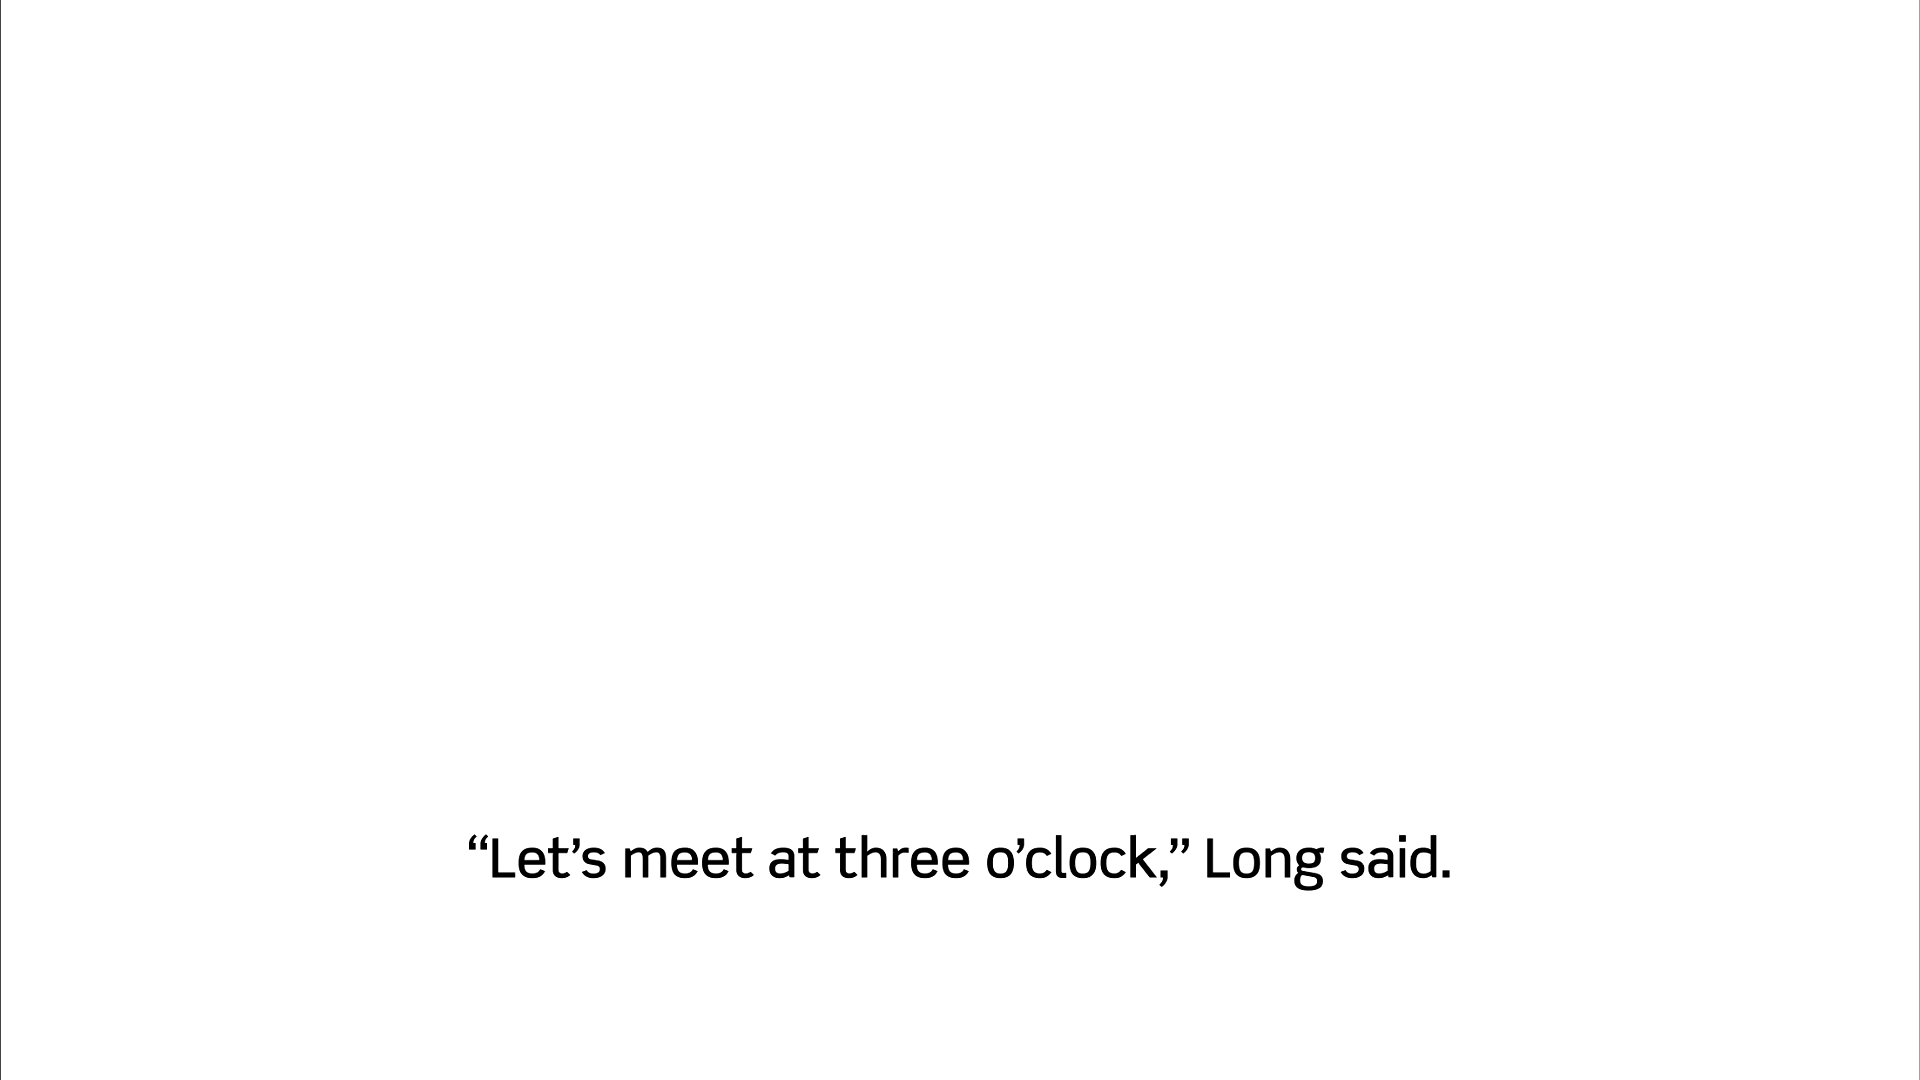 “Let’s meet at three o’clock,” Long said.